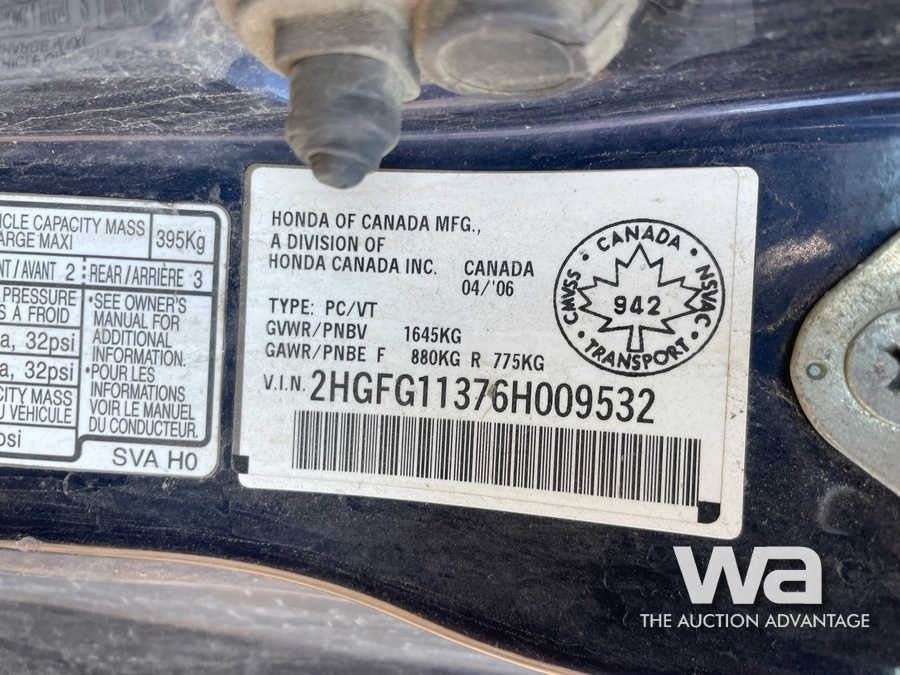 ICLE CAPACITY MASS 395Kg
ARGE MAXI
NT/AVANT 2 REAR/ARRIÈRE 3
PRESSURE
S A FROID
a, 32psi
a, 32psi
CITY MASS
U VEHICULE
psi
•SEE OWNER'S
MANUAL FOR
ADDITIONAL
INFORMATION.
•POUR LES
INFORMATIONS
VOIR LE MANUEL
DU CONDUCTEUR.
SVA H0
HONDA OF CANADA MFG.,
A DIVISION OF
HONDA CANADA INC. CANADA
04/'06
TYPE: PC/VT
GVWR/PNBV 1645KG
GAWR/PNBE F 880KG R 775KG
V.I.N. 2HGFG11376H009532
CANADA
CMVSS 942 NSVAC
TRANSPORT
wa
THE AUCTION ADVANTAGE